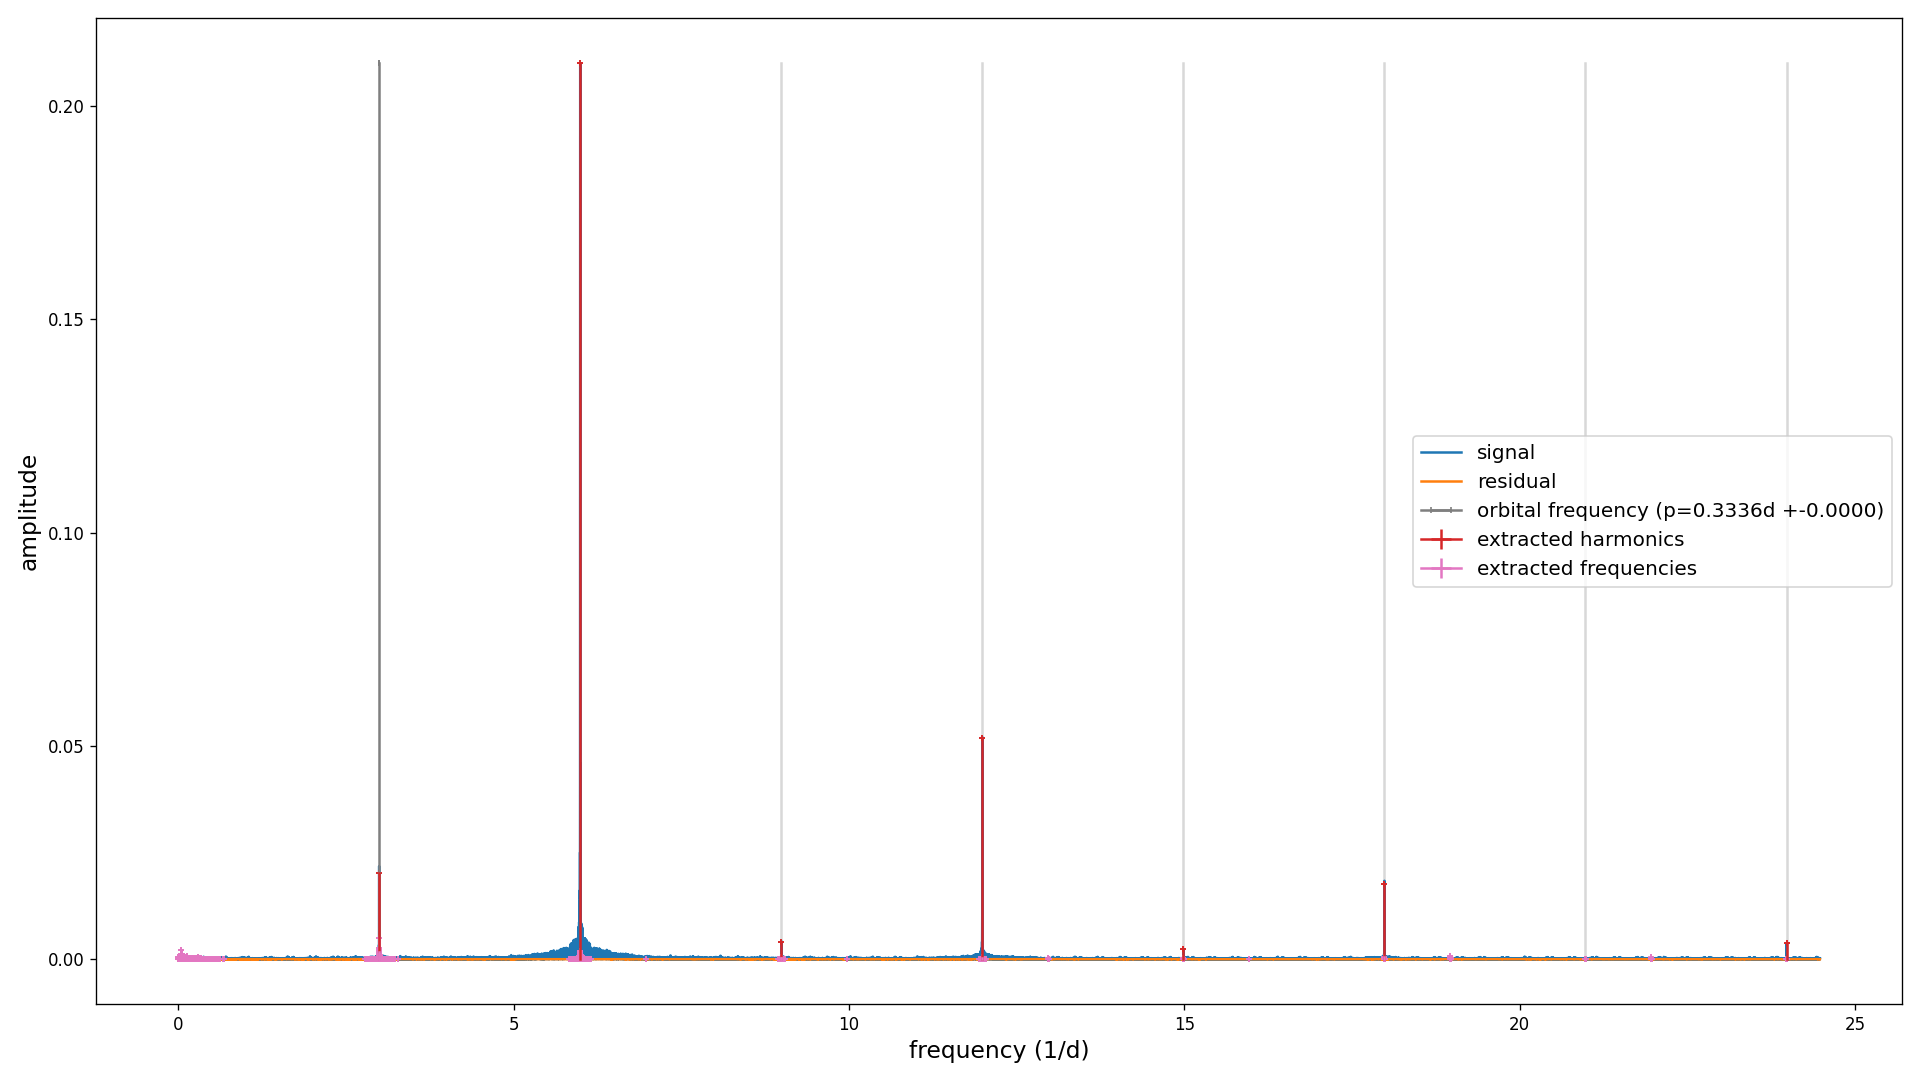 0.20
0.15
0.10
0.05
0.00
amplitude
0
5
10
15
20
25
frequency (1/d)
signal
residual
orbital frequency (p=0.3336d +-0.0000)
extracted harmonics
extracted frequencies